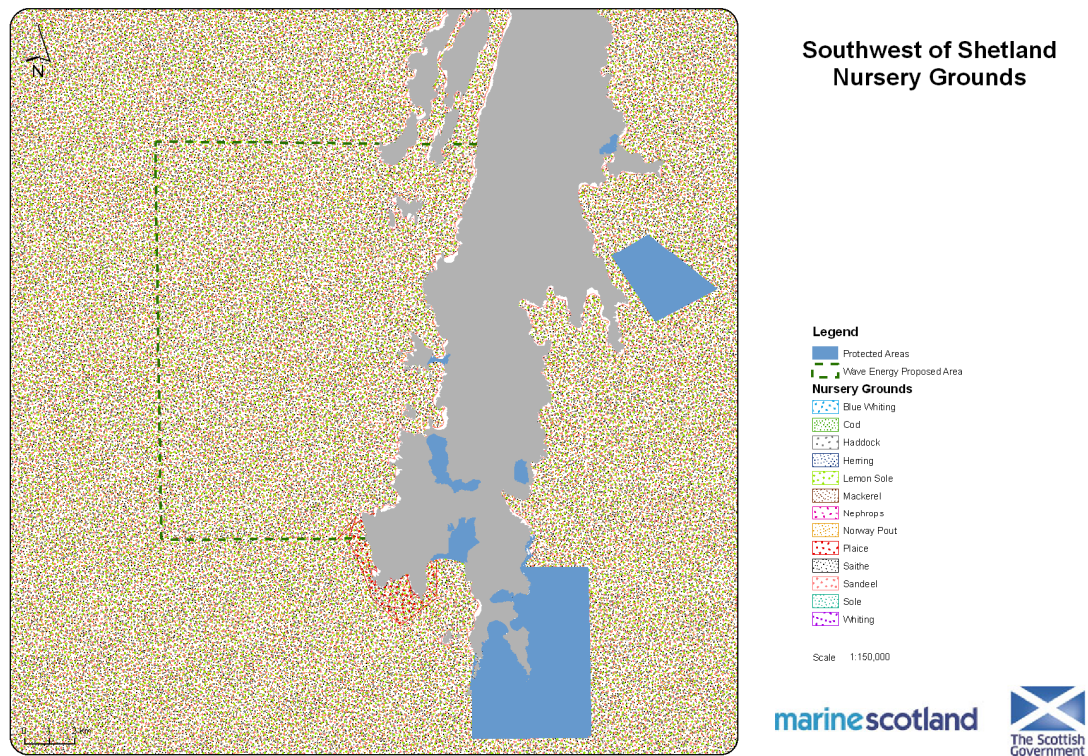 N
Southwest of Shetland
Nursery Grounds
Legend
Protected Areas
Wave Energy Proposed Area
Nursery Grounds
Blue Whiting
Cod
Haddock
Herring
Lemon Sole
Mackerel
Nephrops
Norway Pout
Plaice
Saithe
Sandeel
Sole
Whiting
Scale 1:150,000
marinescotland
The Scottish
Government